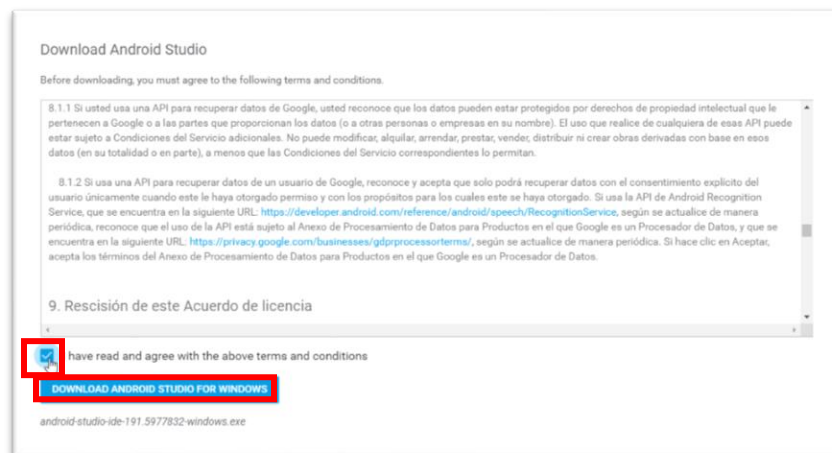 Download Android Studio
Before downloading, you must agree to the following terms and conditions.
8.1.1 Si usted usa una API para recuperar datos de Google, usted reconoce que los datos pueden estar protegidos por derechos de propiedad intelectual que le
pertenecen a Google o a las partes que proporcionan los datos (o a otras personas o empresas en su nombre). El uso que realice de cualquiera de esas API puede
estar sujeto a Condiciones del Servicio adicionales. No puede modificar, alquilar, arrendar, prestar, vender, distribuir ni crear obras derivadas con base en esos
datos (en su totalidad o en parte), a menos que las Condiciones del Servicio correspondientes lo permitan.
8.1.2 Si usa una API para recuperar datos de un usuario de Google, reconoce y acepta que solo podrá recuperar datos con el consentimiento explícito del
usuario únicamente cuando este le haya otorgado permiso y con los propósitos para los cuales este se haya otorgado. Si usa la API de Android Recognition
Service, que se encuentra en la siguiente URL: https://developer.android.com/reference/android/speech/RecognitionService, según se actualice de manera
periódica, reconoce que el uso de la API está sujeto al Anexo de Procesamiento de Datos para Productos en el que Google es un Procesador de Datos, y que se
encuentra en la siguiente URL: https://privacy.google.com/businesses/gdprprocessorterms/, según se actualice de manera periódica. Si hace clic en Aceptar,
acepta los términos del Anexo de Procesamiento de Datos para Productos en el que Google es un Procesador de Datos.
9. Rescisión de este Acuerdo de licencia
have read and agree with the above terms and conditions
DOWNLOAD ANDROID STUDIO FOR WINDOWS
android-studio-ide-191.5977832-windows.exe